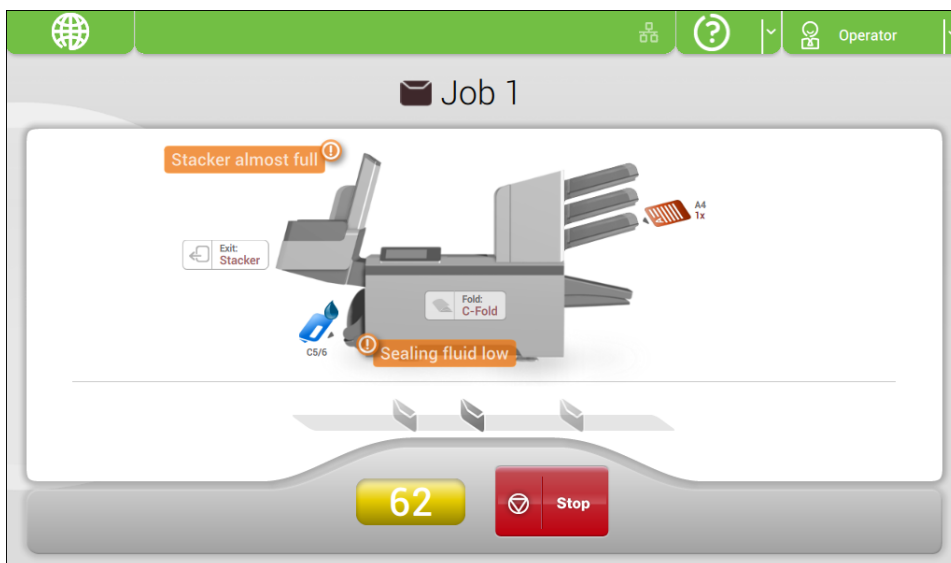 Operator
Job 1
Stacker almost full
A4
1x
Exit:
Stacker
Fold:
C-Fold
C5/6
Sealing fluid low
62
Stop